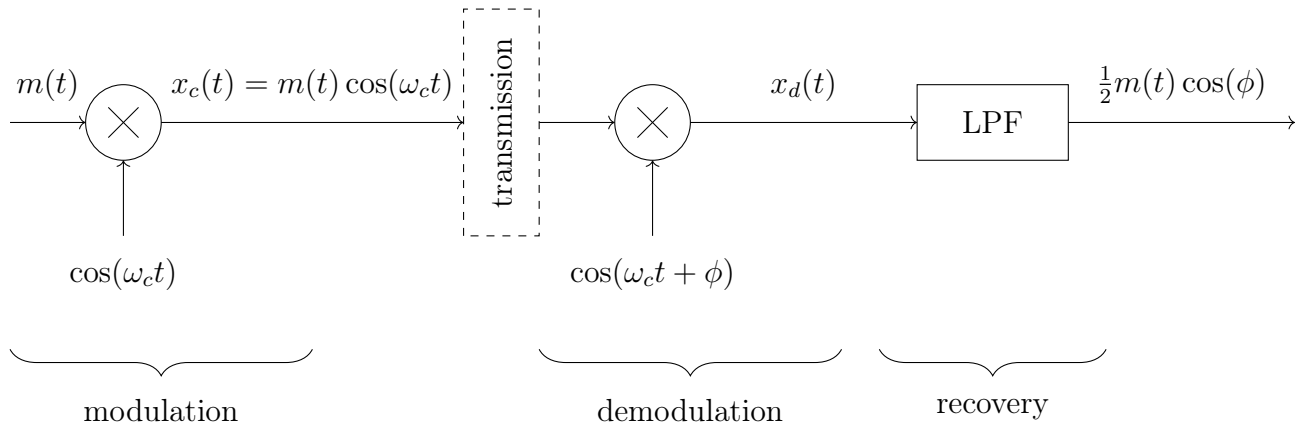 m(t)
x_c(t) = m(t) cos(ω_c t)
transmission
x_d(t)
LPF
½m(t) cos(ϕ)
cos(ω_c t)
cos(ω_c t + ϕ)
modulation
demodulation
recovery